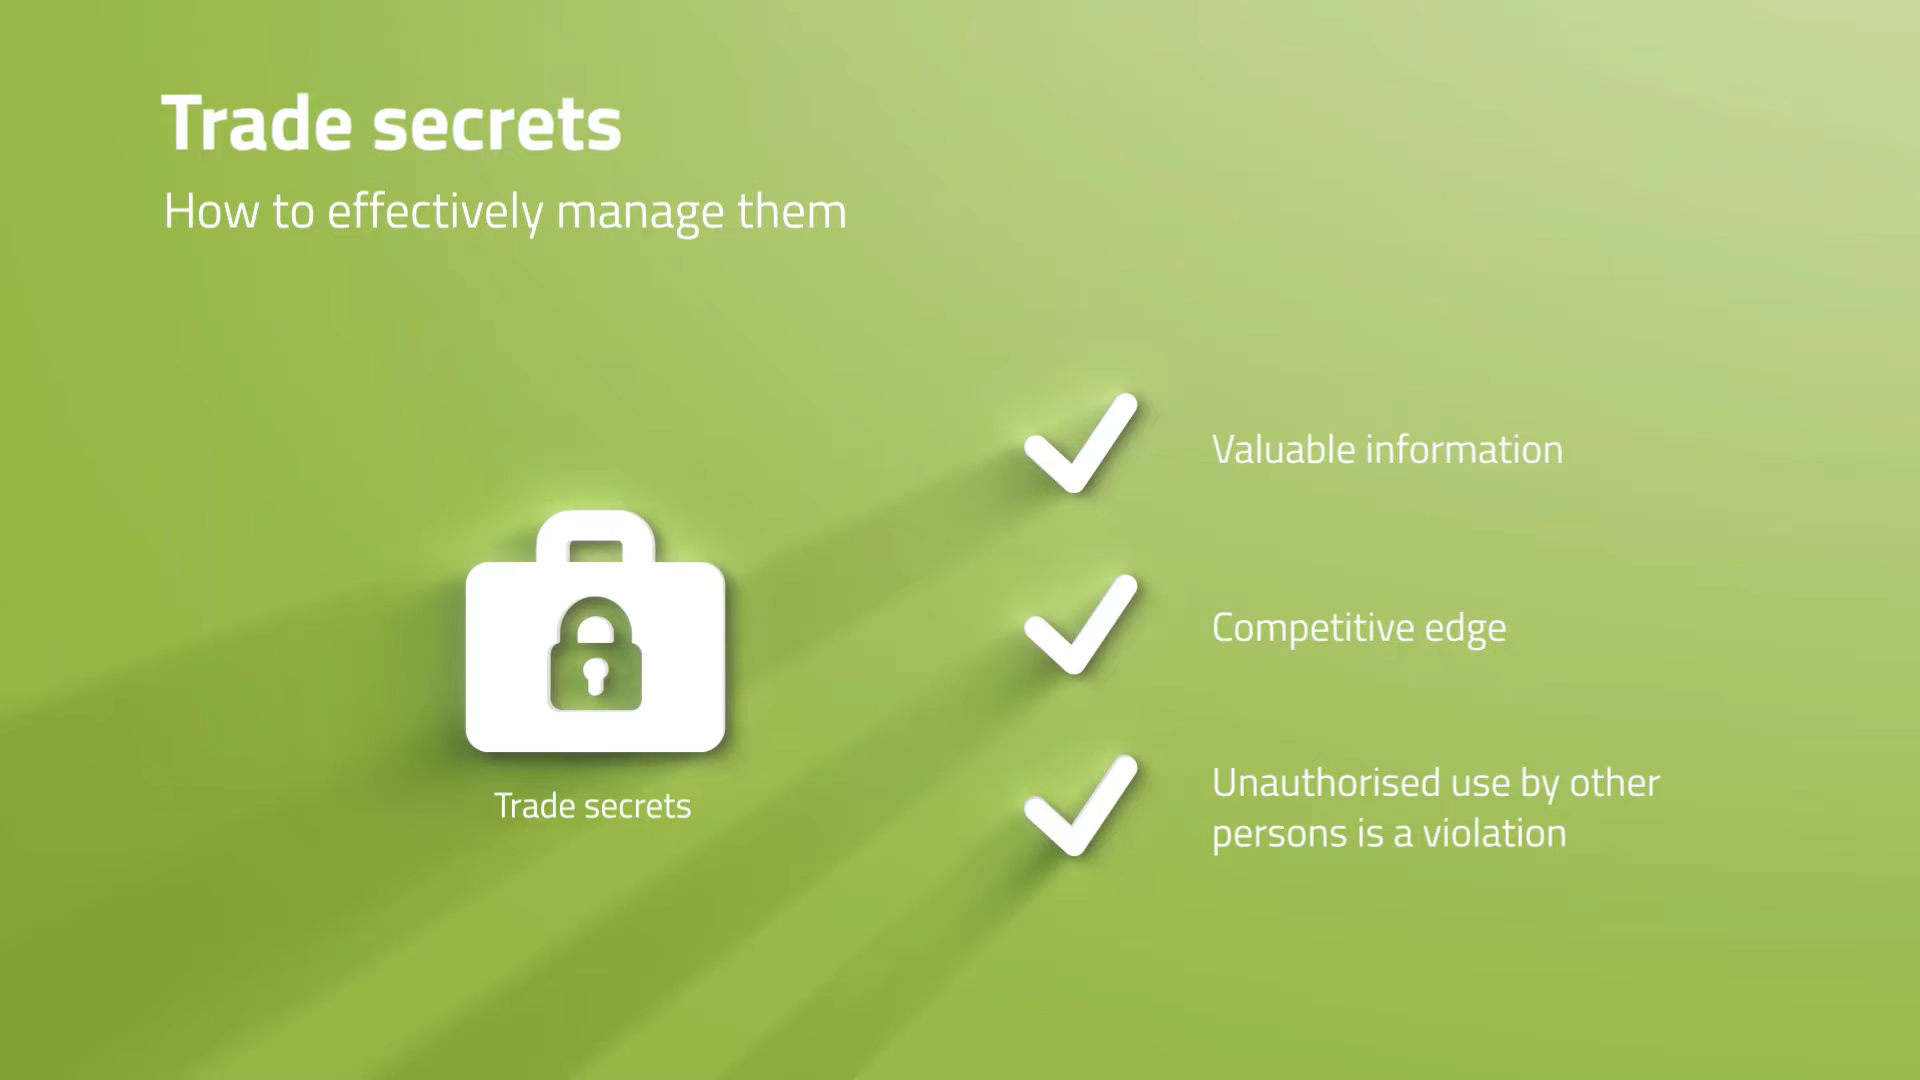 Trade secrets
How to effectively manage them
Valuable information
Competitive edge
Trade secrets
Unauthorised use by other
persons is a violation